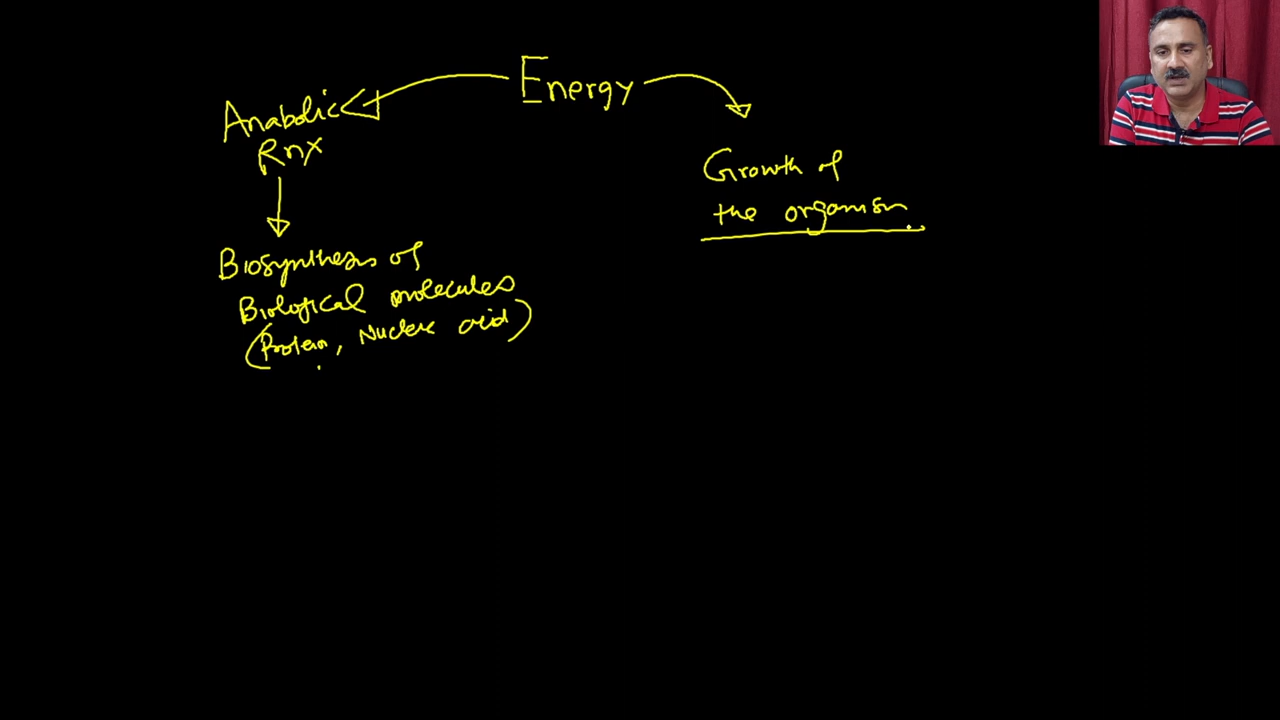 Energy
Anabolic
Rnx
Growth of
the organism
Biosynthesis of
Biological molecules
(Protein, Nucleic acid)